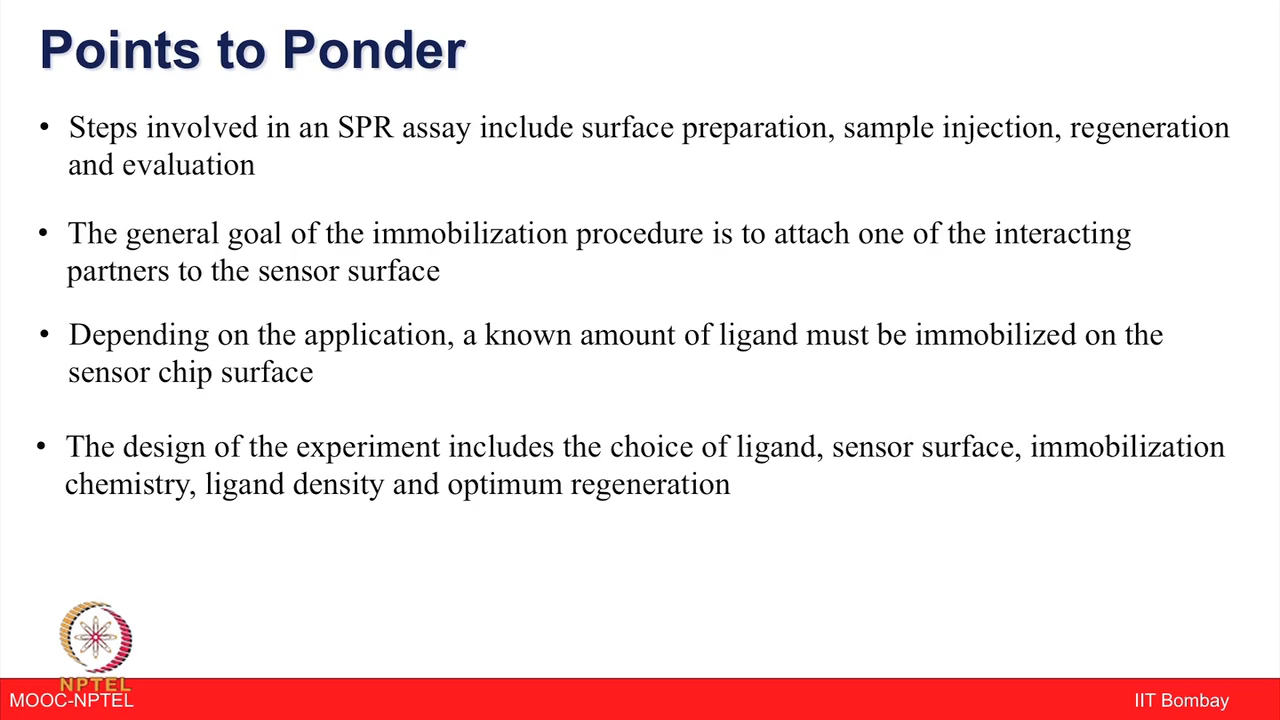 Points to Ponder
• Steps involved in an SPR assay include surface preparation, sample injection, regeneration
and evaluation
• The general goal of the immobilization procedure is to attach one of the interacting
partners to the sensor surface
• Depending on the application, a known amount of ligand must be immobilized on the
sensor chip surface
• The design of the experiment includes the choice of ligand, sensor surface, immobilization
chemistry, ligand density and optimum regeneration
NPTEL
MOOC-NPTEL
IIT Bombay